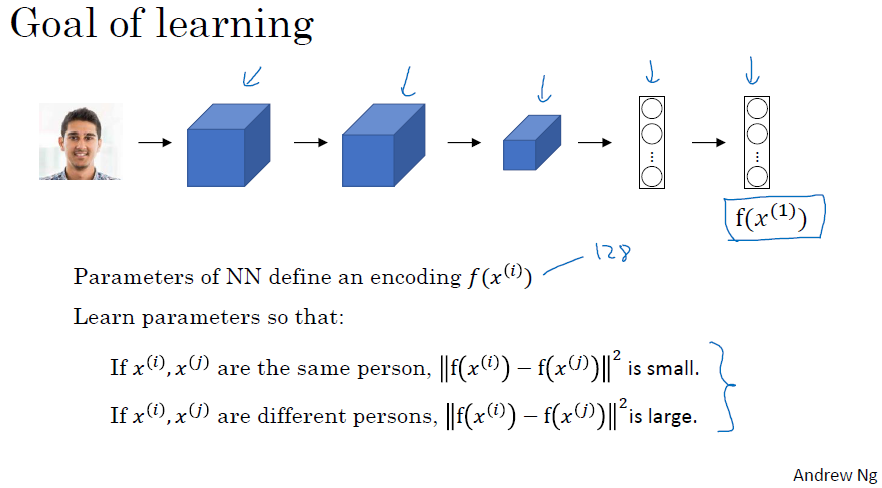 Goal of learning
f(x⁽¹⁾)
128
Parameters of NN define an encoding f(x⁽ⁱ⁾)
Learn parameters so that:
If x⁽ⁱ⁾, x⁽ʲ⁾ are the same person, ‖f(x⁽ⁱ⁾) − f(x⁽ʲ⁾)‖² is small.
If x⁽ⁱ⁾, x⁽ʲ⁾ are different persons, ‖f(x⁽ⁱ⁾) − f(x⁽ʲ⁾)‖² is large.
Andrew Ng